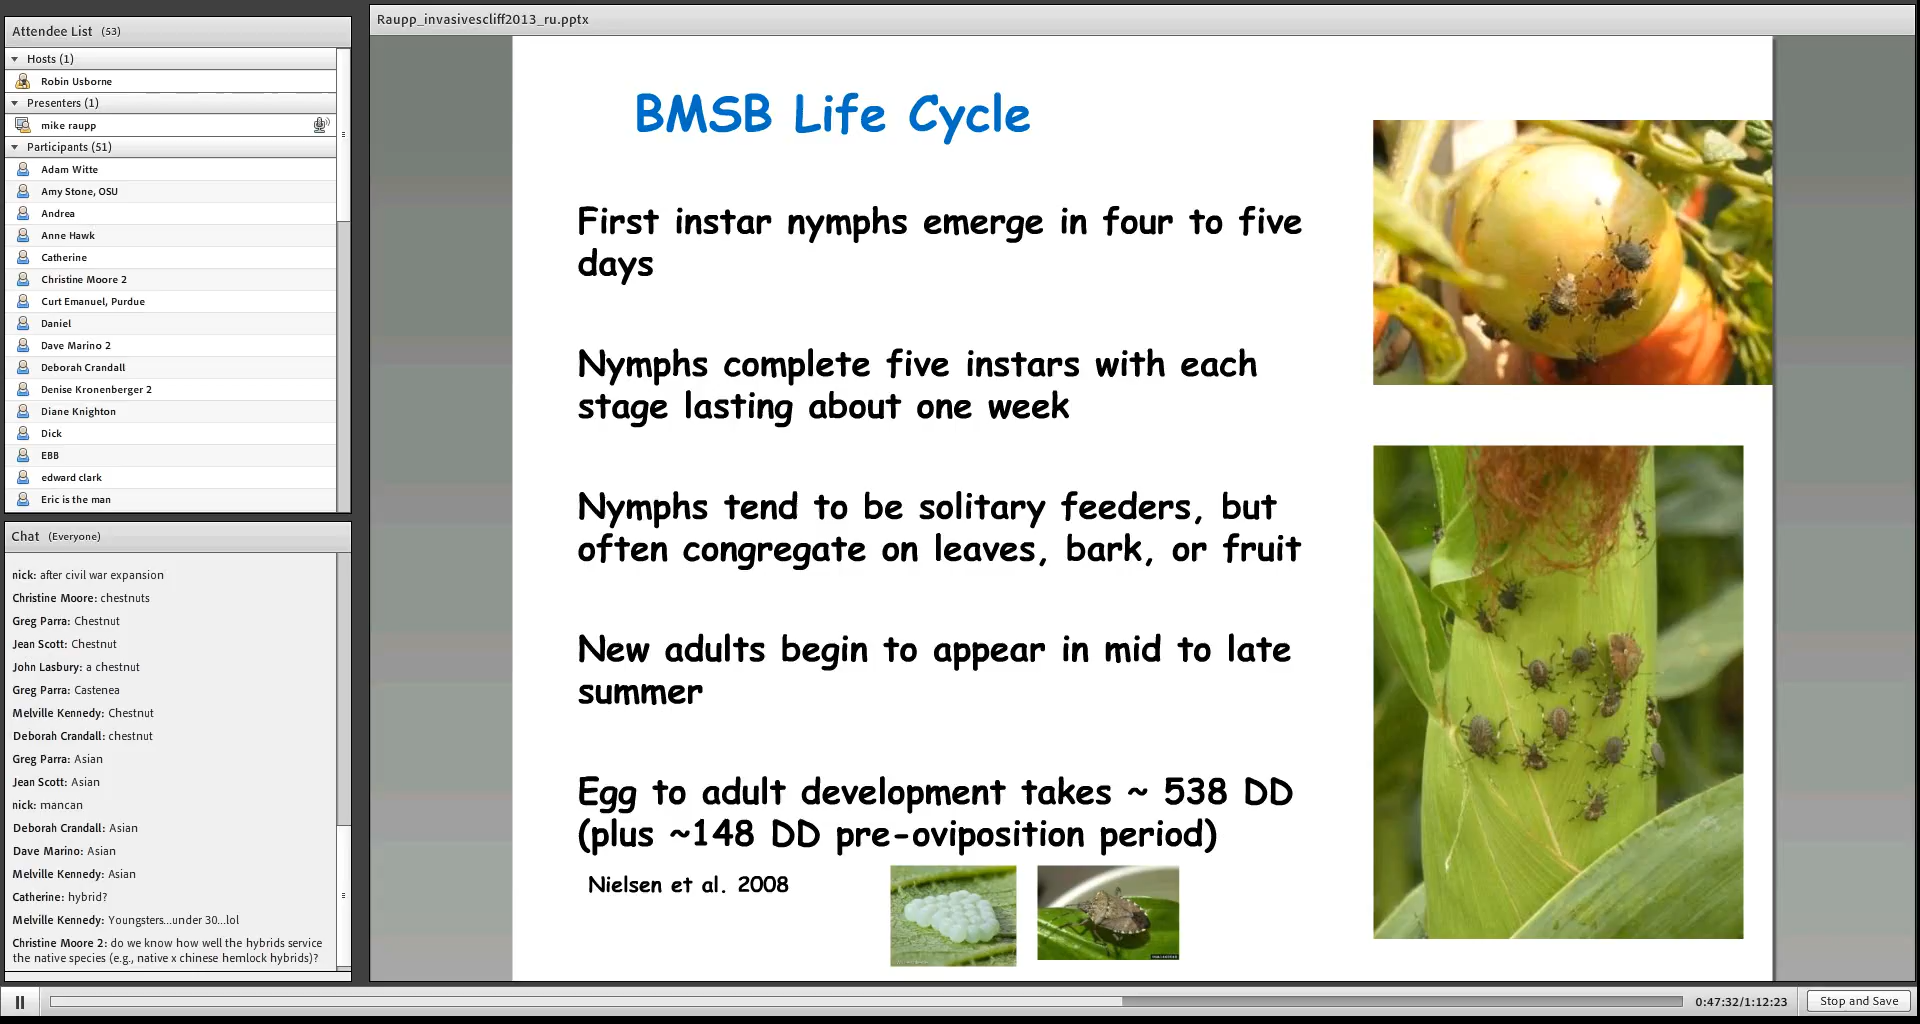 Attendee List (53)
Hosts (1)
Robin Usborne
Presenters (1)
mike raupp
Participants (51)
Adam Witte
Amy Stone, OSU
Andrea
Anne Hawk
Catherine
Christine Moore 2
Curt Emanuel, Purdue
Daniel
Dave Marino 2
Deborah Crandall
Denise Kronenberger 2
Diane Knighton
Dick
EBB
edward clark
Eric is the man
Chat (Everyone)
nick: after civil war expansion
Christine Moore: chestnuts
Greg Parra: Chestnut
Jean Scott: Chestnut
John Lasbury: a chestnut
Greg Parra: Castenea
Melville Kennedy: Chestnut
Deborah Crandall: chestnut
Greg Parra: Asian
Jean Scott: Asian
nick: mancan
Deborah Crandall: Asian
Dave Marino: Asian
Melville Kennedy: Asian
Catherine: hybrid?
Melville Kennedy: Youngsters...under 30...lol
Christine Moore 2: do we know how well the hybrids service
the native species (e.g., native x chinese hemlock hybrids)?
Raupp_invasivescliff2013_ru.pptx
BMSB Life Cycle
First instar nymphs emerge in four to five
days
Nymphs complete five instars with each
stage lasting about one week
Nymphs tend to be solitary feeders, but
often congregate on leaves, bark, or fruit
New adults begin to appear in mid to late
summer
Egg to adult development takes ~ 538 DD
(plus ~148 DD pre-oviposition period)
Nielsen et al. 2008
0:47:32/1:12:23
Stop and Save